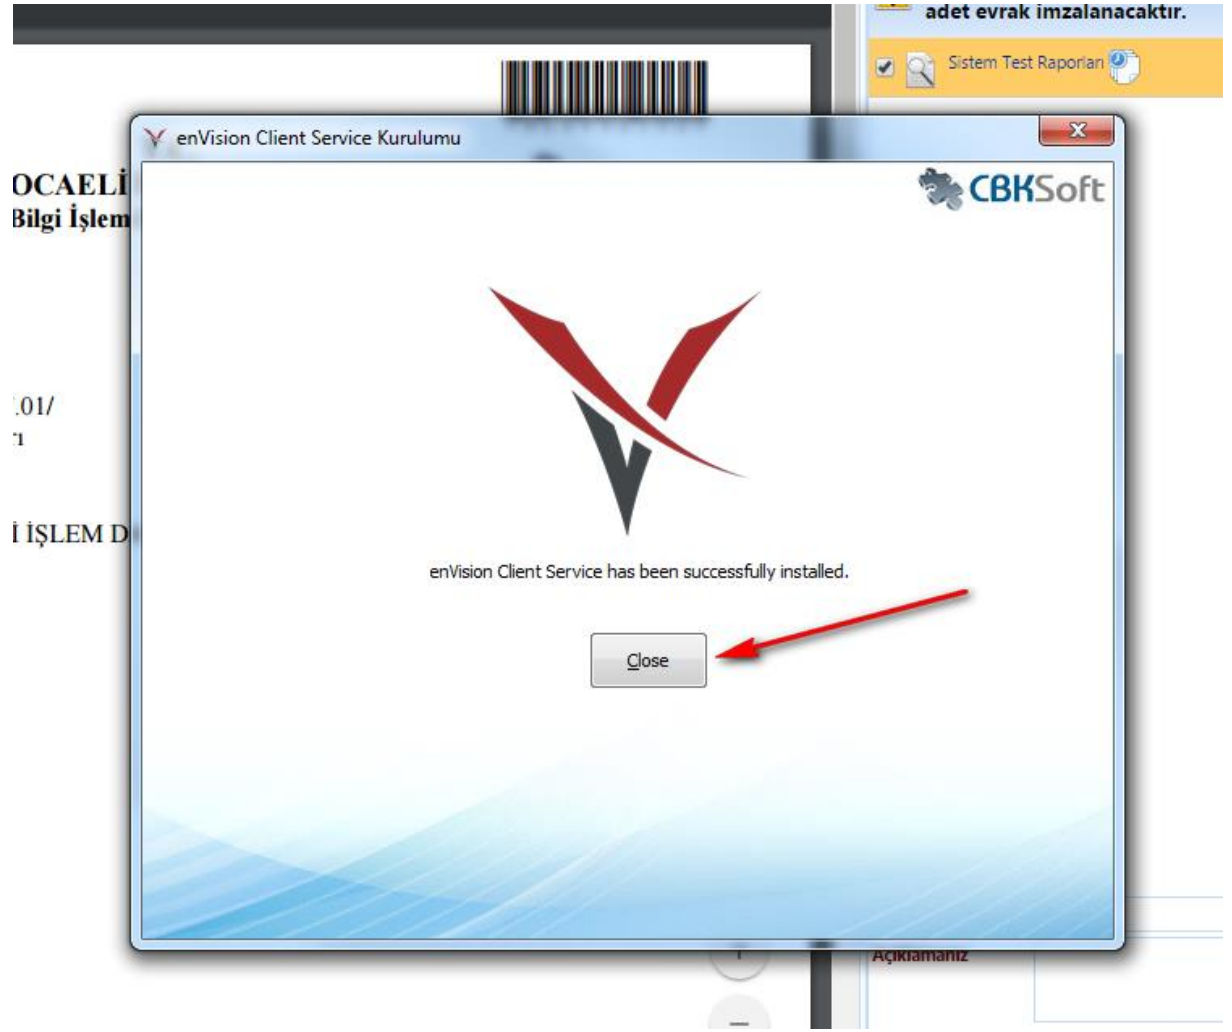 adet evrak imzalanacaktır.
Sistem Test Raporları
enVision Client Service Kurulumu
CBKSoft
OCAELİ
Bilgi İşlem
.01/
İ İŞLEM D
enVision Client Service has been successfully installed.
Close
Açıklamanız